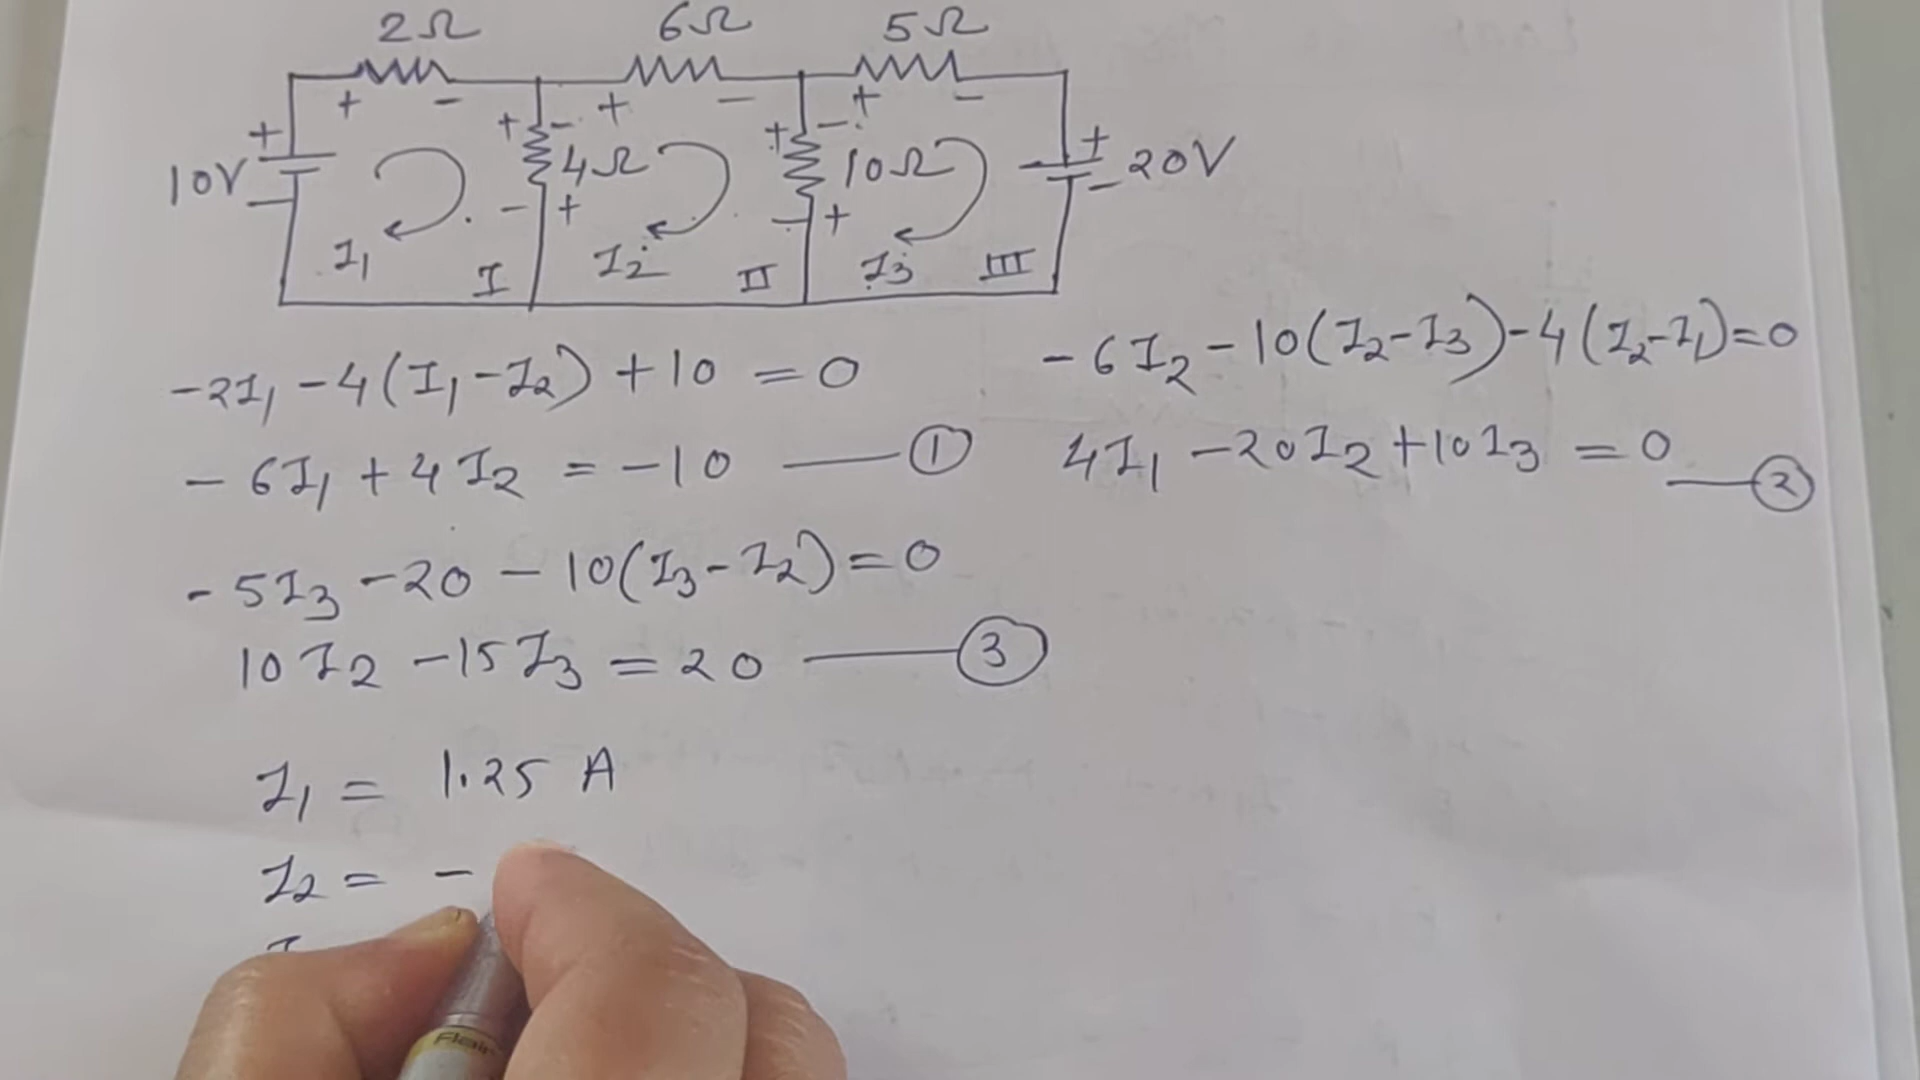 2Ω 6Ω 5Ω
+ - + - + -
+ + - + - +
10V 4Ω 10Ω 20V
- - + - + -
I₁ I I₂ II I₃ III
-2I₁ -4(I₁-I₂) +10 = 0
-6I₁ +4I₂ = -10 — ①
-6I₂ -10(I₂-I₃) -4(I₂-I₁)=0
4I₁ -20I₂ +10I₃ = 0 — ②
-5I₃ -20 -10(I₃-I₂)=0
10I₂ -15I₃ = 20 — ③
I₁ = 1.25 A
I₂ = -
Flair